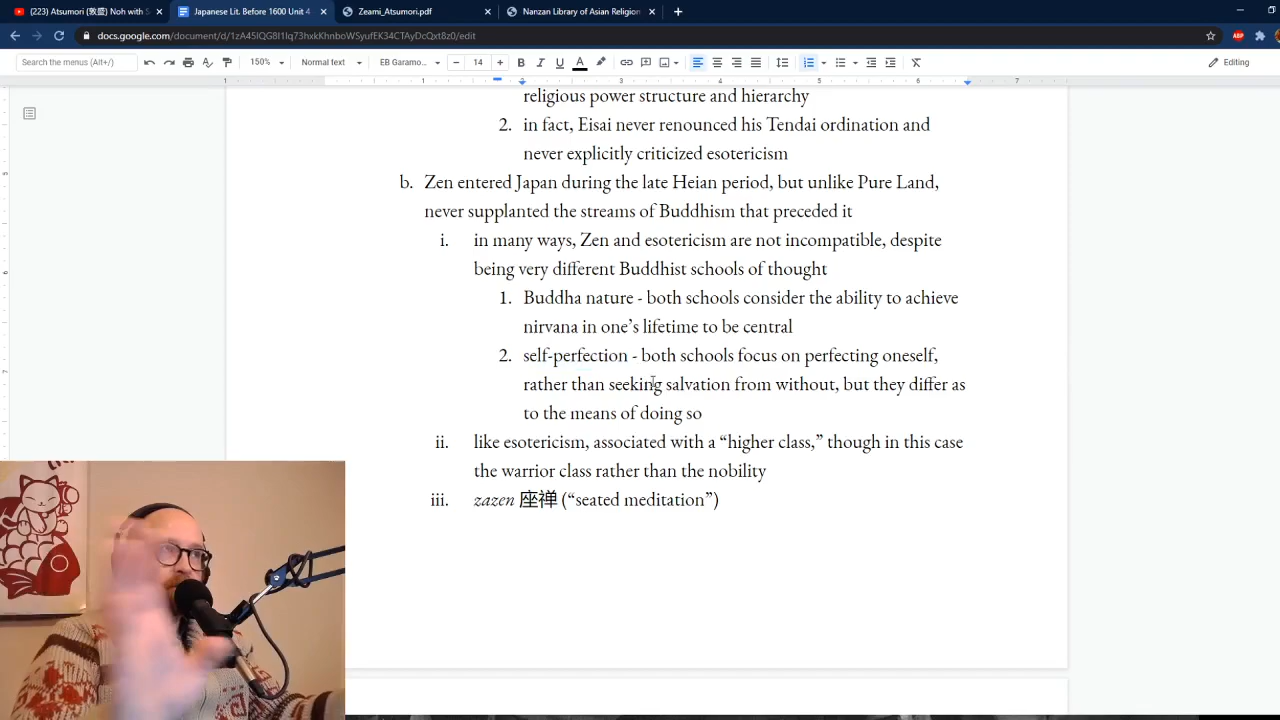 (223) Atsumori (敦盛) Noh with S
Japanese Lit. Before 1600 Unit 4
Zeami_Atsumori.pdf
Nanzan Library of Asian Religion
Search the menus (Alt+/)
150%
Normal text
EB Garamo...
14
Editing
1
3
4
5
6
7
religious power structure and hierarchy
2. in fact, Eisai never renounced his Tendai ordination and
never explicitly criticized esotericism
b. Zen entered Japan during the late Heian period, but unlike Pure Land,
never supplanted the streams of Buddhism that preceded it
i. in many ways, Zen and esotericism are not incompatible, despite
being very different Buddhist schools of thought
1. Buddha nature - both schools consider the ability to achieve
nirvana in one's lifetime to be central
2. self-perfection - both schools focus on perfecting oneself,
rather than seeking salvation from without, but they differ as
to the means of doing so
ii. like esotericism, associated with a “higher class,” though in this case
the warrior class rather than the nobility
iii. zazen 座禅 (“seated meditation”)